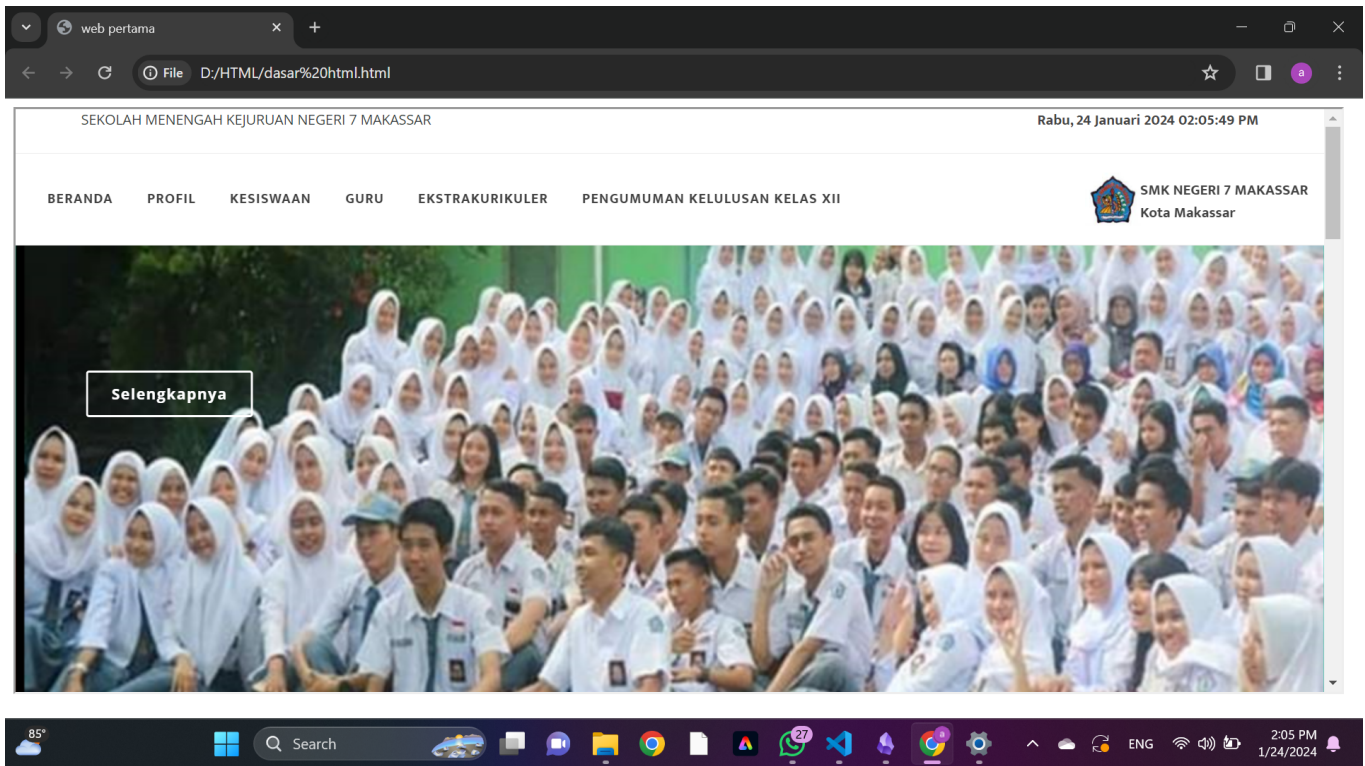 web pertama
File D:/HTML/dasar%20html.html
a
SEKOLAH MENENGAH KEJURUAN NEGERI 7 MAKASSAR
Rabu, 24 Januari 2024 02:05:49 PM
BERANDA PROFIL KESISWAAN GURU EKSTRAKURIKULER PENGUMUMAN KELULUSAN KELAS XII
SMK NEGERI 7 MAKASSAR
Kota Makassar
Selengkapnya
85°
Search
27
ENG
2:05 PM
1/24/2024